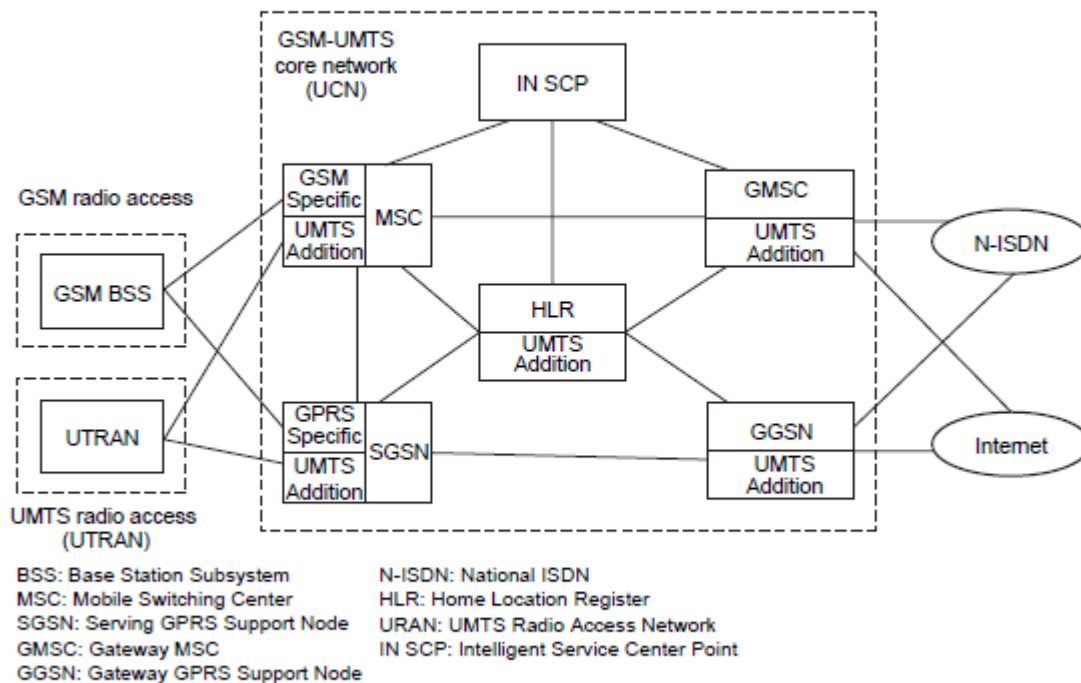 GSM-UMTS
core network
(UCN)
IN SCP
GSM radio access
GSM
Specific
UMTS
Addition
MSC
GMSC
UMTS
Addition
N-ISDN
GSM BSS
HLR
UMTS
Addition
UTRAN
GPRS
Specific
UMTS
Addition
SGSN
GGSN
UMTS
Addition
Internet
UMTS radio access
(UTRAN)
BSS: Base Station Subsystem
MSC: Mobile Switching Center
SGSN: Serving GPRS Support Node
GMSC: Gateway MSC
GGSN: Gateway GPRS Support Node
N-ISDN: National ISDN
HLR: Home Location Register
URAN: UMTS Radio Access Network
IN SCP: Intelligent Service Center Point